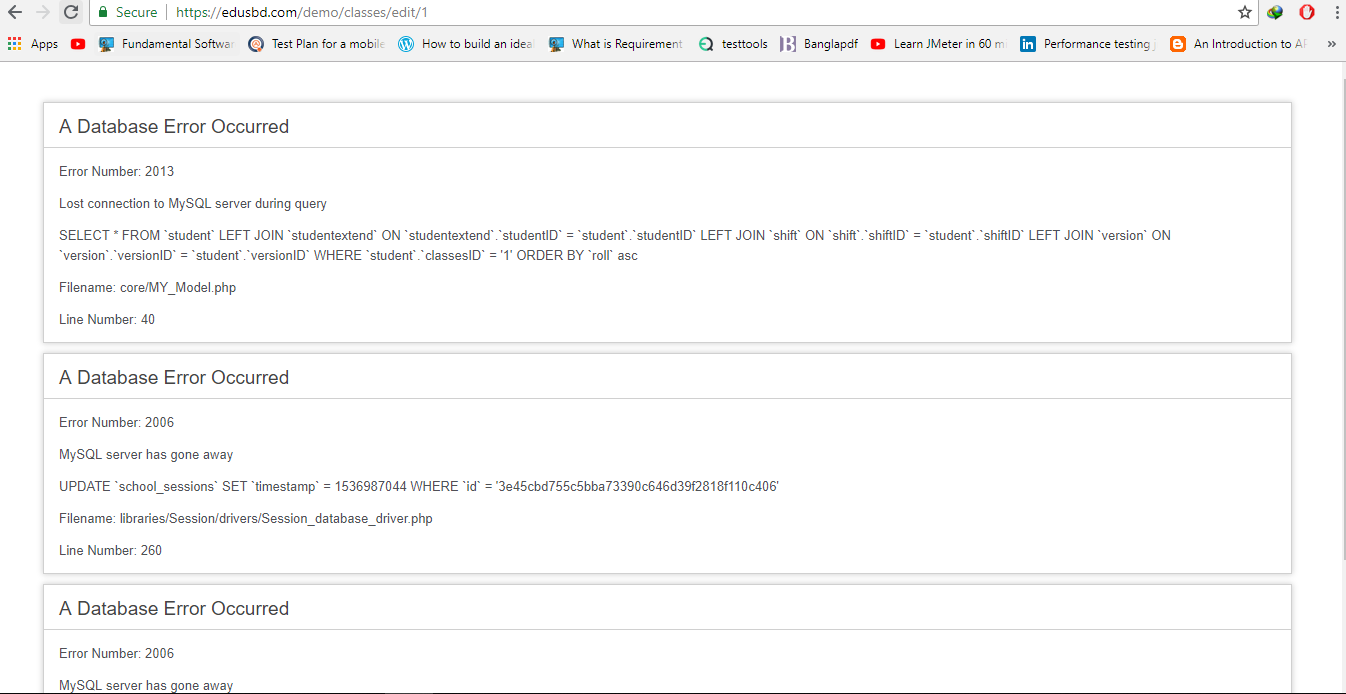 Secure https://edusbd.com/demo/classes/edit/1
Apps Fundamental Softwar Test Plan for a mobile How to build an idea What is Requirement testtools Banglapdf Learn JMeter in 60 m Performance testing An Introduction to AP »
A Database Error Occurred
Error Number: 2013
Lost connection to MySQL server during query
SELECT * FROM `student` LEFT JOIN `studentextend` ON `studentextend`.`studentID` = `student`.`studentID` LEFT JOIN `shift` ON `shift`.`shiftID` = `student`.`shiftID` LEFT JOIN `version` ON
`version`.`versionID` = `student`.`versionID` WHERE `student`.`classesID` = '1' ORDER BY `roll` asc
Filename: core/MY_Model.php
Line Number: 40
A Database Error Occurred
Error Number: 2006
MySQL server has gone away
UPDATE `school_sessions` SET `timestamp` = 1536987044 WHERE `id` = '3e45cbd755c5bba73390c646d39f2818f110c406'
Filename: libraries/Session/drivers/Session_database_driver.php
Line Number: 260
A Database Error Occurred
Error Number: 2006
MySQL server has gone away